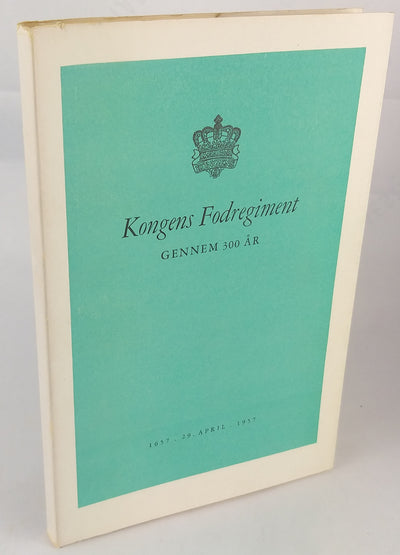 Kongens Fodregiment
GENNEM 300 ÅR
1657 . 29. APRIL . 1957